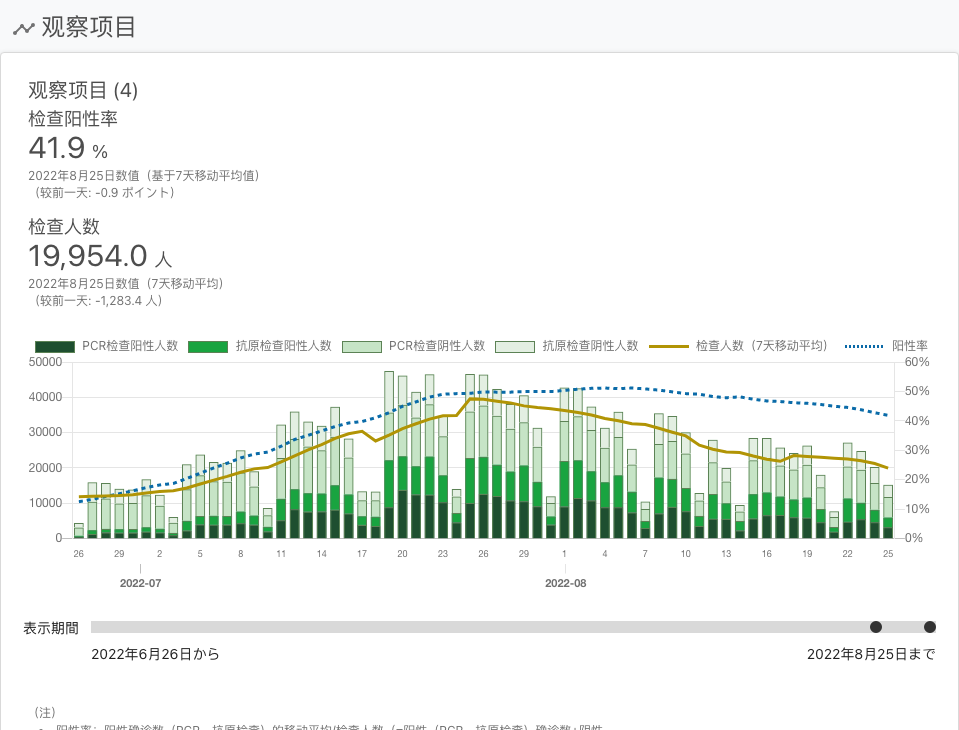 观察项目
观察项目 (4)
检查阳性率
41.9 %
2022年8月25日数值（基于7天移动平均值）
（较前一天: -0.9 ポイント）
检查人数
19,954.0 人
2022年8月25日数值（7天移动平均）
（较前一天: -1,283.4 人）
PCR检查阳性人数 抗原检查阳性人数 PCR检查阴性人数 抗原检查阴性人数 检查人数（7天移动平均） 阳性率
50000 60%
50%
40000
40%
30000
30%
20000
20%
10000
10%
0 0%
26 29 2 5 8 11 14 17 20 23 26 29 1 4 7 10 13 16 19 22 25
2022-07 2022-08
表示期間
2022年6月26日から 2022年8月25日まで
（注）